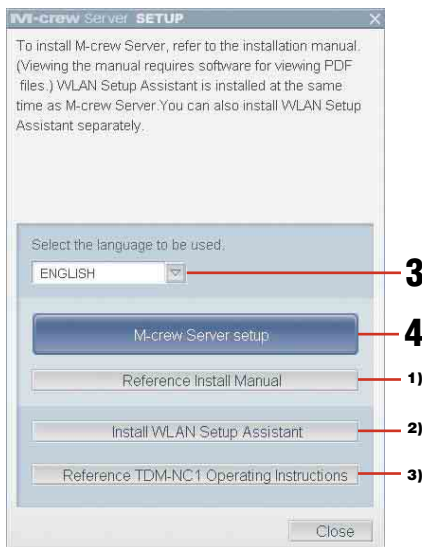 M-crew Server SETUP X
To install M-crew Server, refer to the installation manual.
(Viewing the manual requires software for viewing PDF
files.) WLAN Setup Assistant is installed at the same
time as M-crew Server.You can also install WLAN Setup
Assistant separately.
Select the language to be used.
ENGLISH
3
M-crew Server setup
4
Reference Install Manual
1)
Install WLAN Setup Assistant
2)
Reference TDM-NC1 Operating Instructions
3)
Close